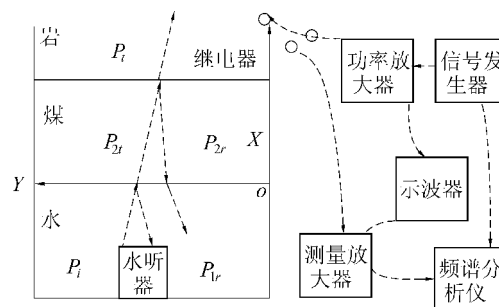 岩
P_i
继电器
功率放
大器
信号发
生器
煤
P_2t
P_2r
X
Y
o
示波器
水
P_i
水听
器
P_1r
测量放
大器
频谱分
析仪